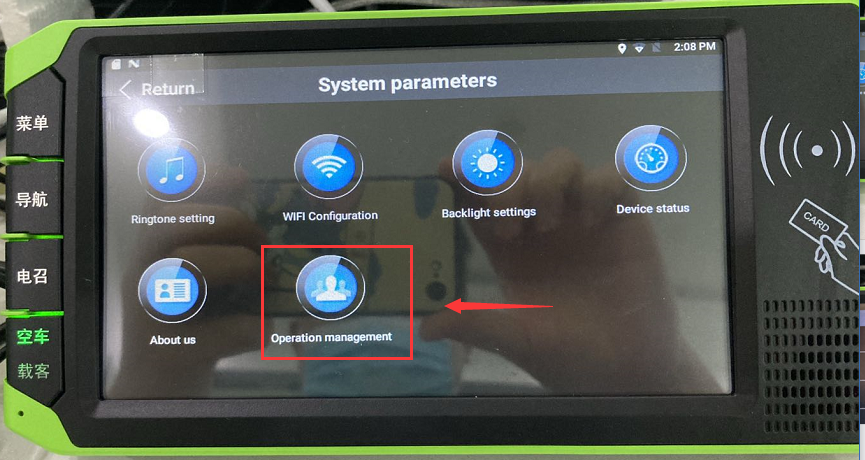 2:08 PM
Return
System parameters
菜单
导航
电召
空车
载客
Ringtone setting
WIFI Configuration
Backlight settings
Device status
About us
Operation management
CARD